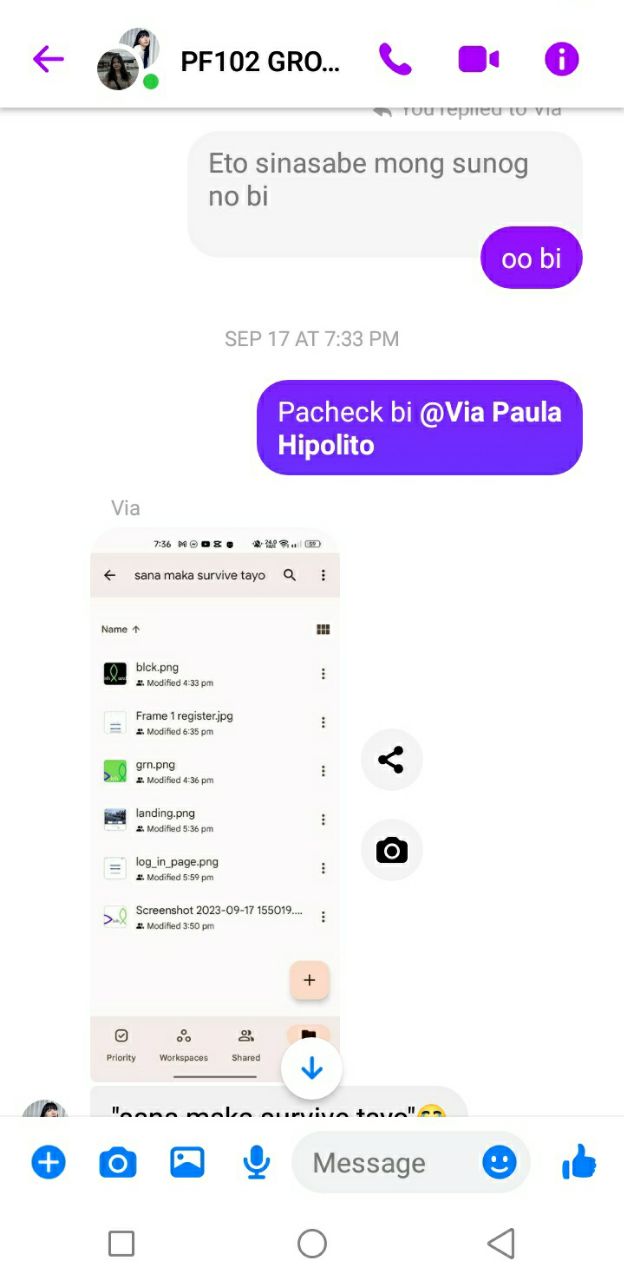 PF102 GRO...
You replied to Via
Eto sinasabe mong sunog
no bi
oo bi
SEP 17 AT 7:33 PM
Pacheck bi @Via Paula
Hipolito
Via
7:36
sana maka survive tayo
Name ↑
blck.png
Modified 4:33 pm
Frame 1 register.jpg
Modified 6:35 pm
grn.png
Modified 4:36 pm
landing.png
Modified 5:36 pm
log_in_page.png
Modified 5:59 pm
Screenshot 2023-09-17 155019....
Modified 3:50 pm
Priority Workspaces Shared
"sana maka survive tayo"😂
Message